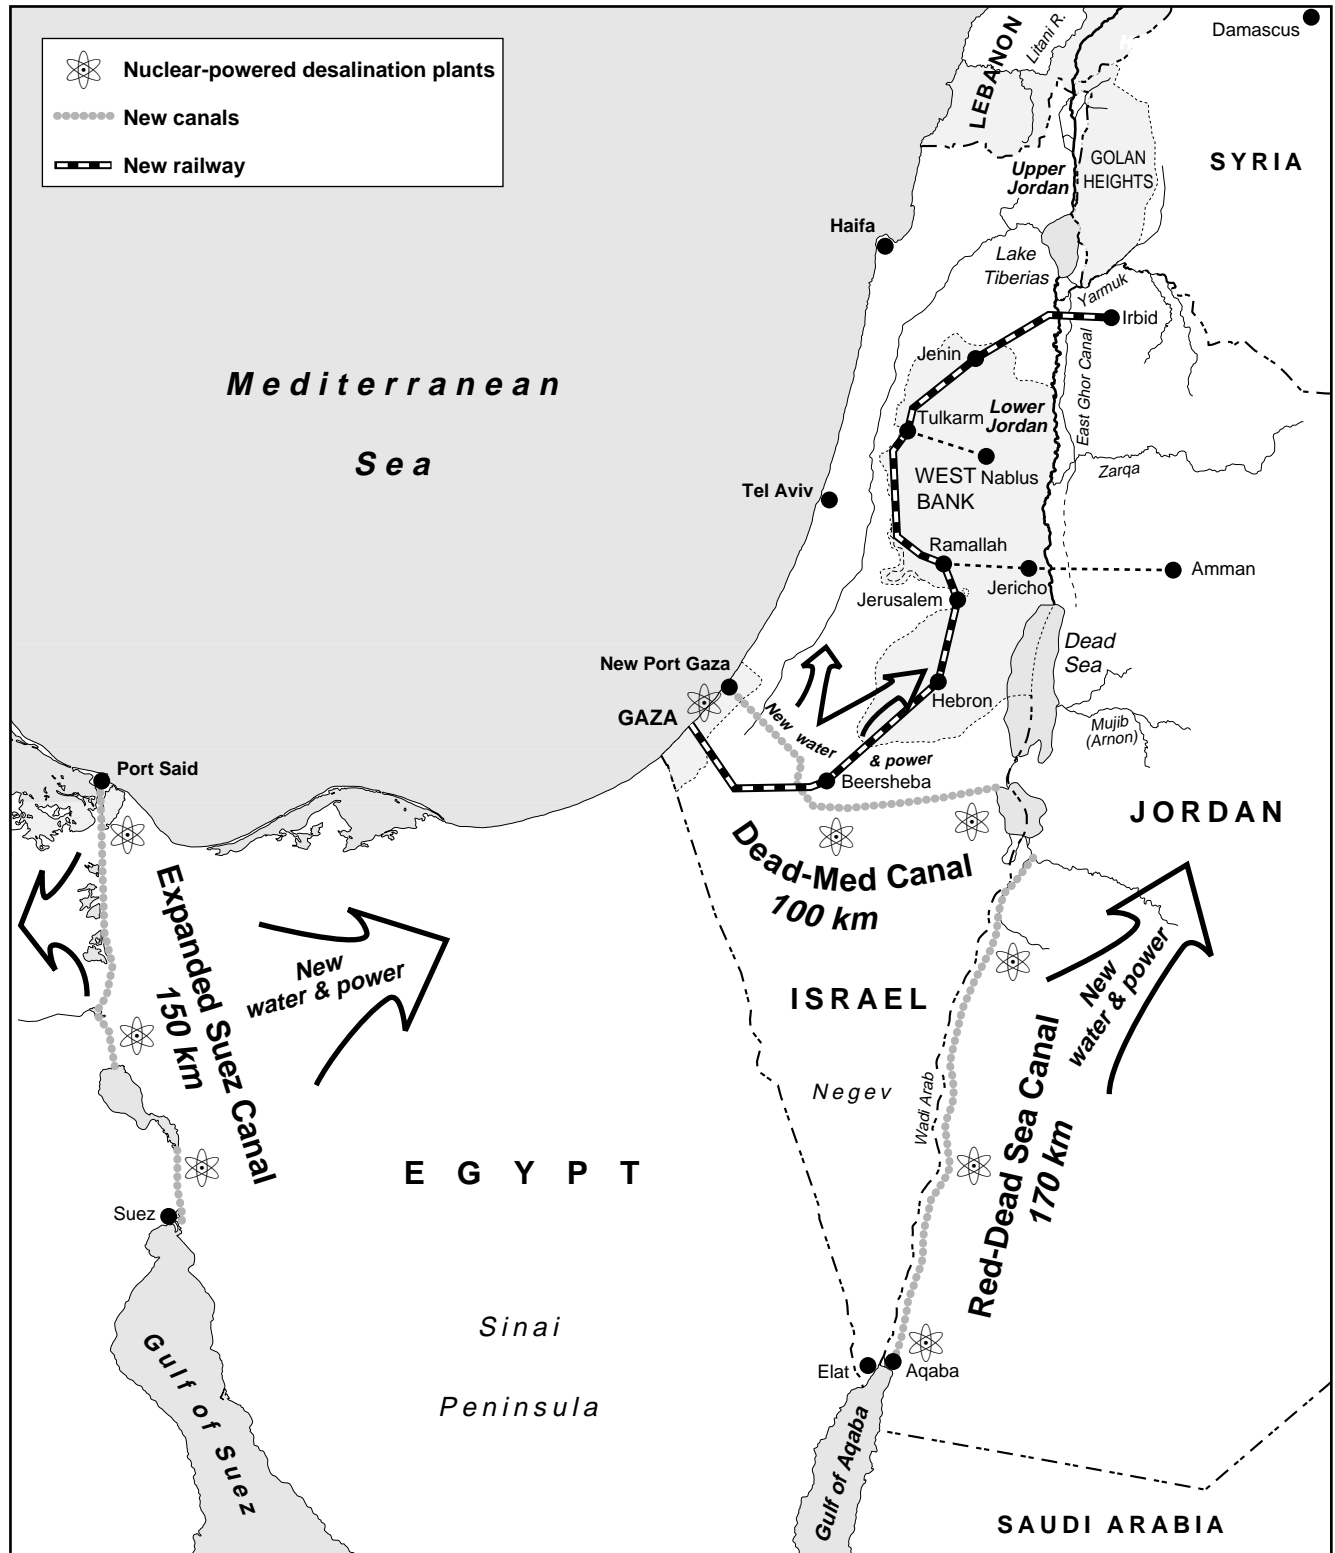 Nuclear-powered desalination plants
New canals
New railway
Damascus
Litani R.
LEBANON
SYRIA
GOLAN
HEIGHTS
Upper
Jordan
Haifa
Lake
Tiberias
Yarmuk
Irbid
Jenin
East Ghor Canal
Mediterranean
Sea
Tulkarm
Lower
Jordan
WEST
BANK
Nablus
Zarqa
Tel Aviv
Ramallah
Jericho
Amman
Jerusalem
Dead
Sea
New Port Gaza
GAZA
Hebron
New water
& power
Mujib
(Arnon)
Beersheba
Port Said
JORDAN
Dead-Med Canal
100 km
Expanded Suez Canal
150 km
New
water & power
ISRAEL
New
water & power
Negev
Wadi Arab
Red-Dead Sea Canal
170 km
EGYPT
Suez
Sinai
Peninsula
Gulf of Suez
Elat
Aqaba
Gulf of Aqaba
SAUDI ARABIA